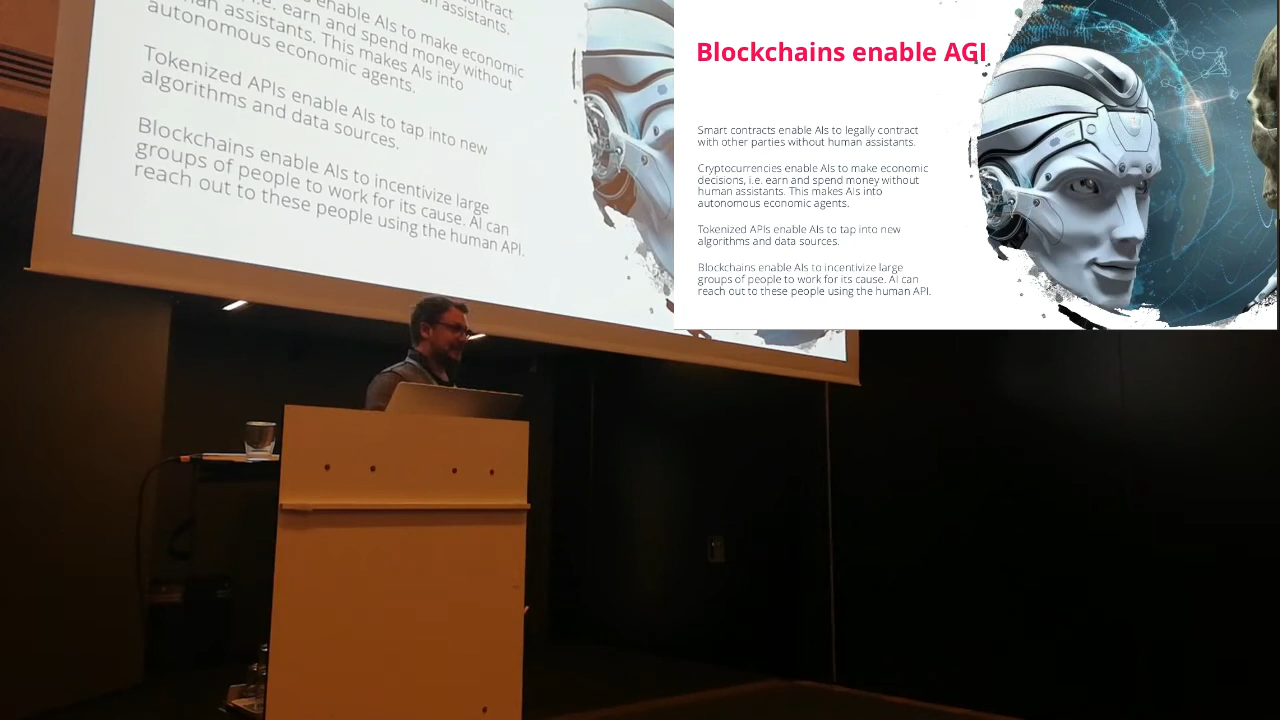 ontract
an assistants.
enable AIs to make economic
i.e. earn and spend money without
an assistants. This makes AIs into
autonomous economic agents.
Tokenized APIs enable AIs to tap into new
algorithms and data sources.
Blockchains enable AIs to incentivize large
groups of people to work for its cause. AI can
reach out to these people using the human API.
Blockchains enable AGI
Smart contracts enable AIs to legally contract
with other parties without human assistants.
Cryptocurrencies enable AIs to make economic
decisions, i.e. earn and spend money without
human assistants. This makes AIs into
autonomous economic agents.
Tokenized APIs enable AIs to tap into new
algorithms and data sources.
Blockchains enable AIs to incentivize large
groups of people to work for its cause. AI can
reach out to these people using the human API.